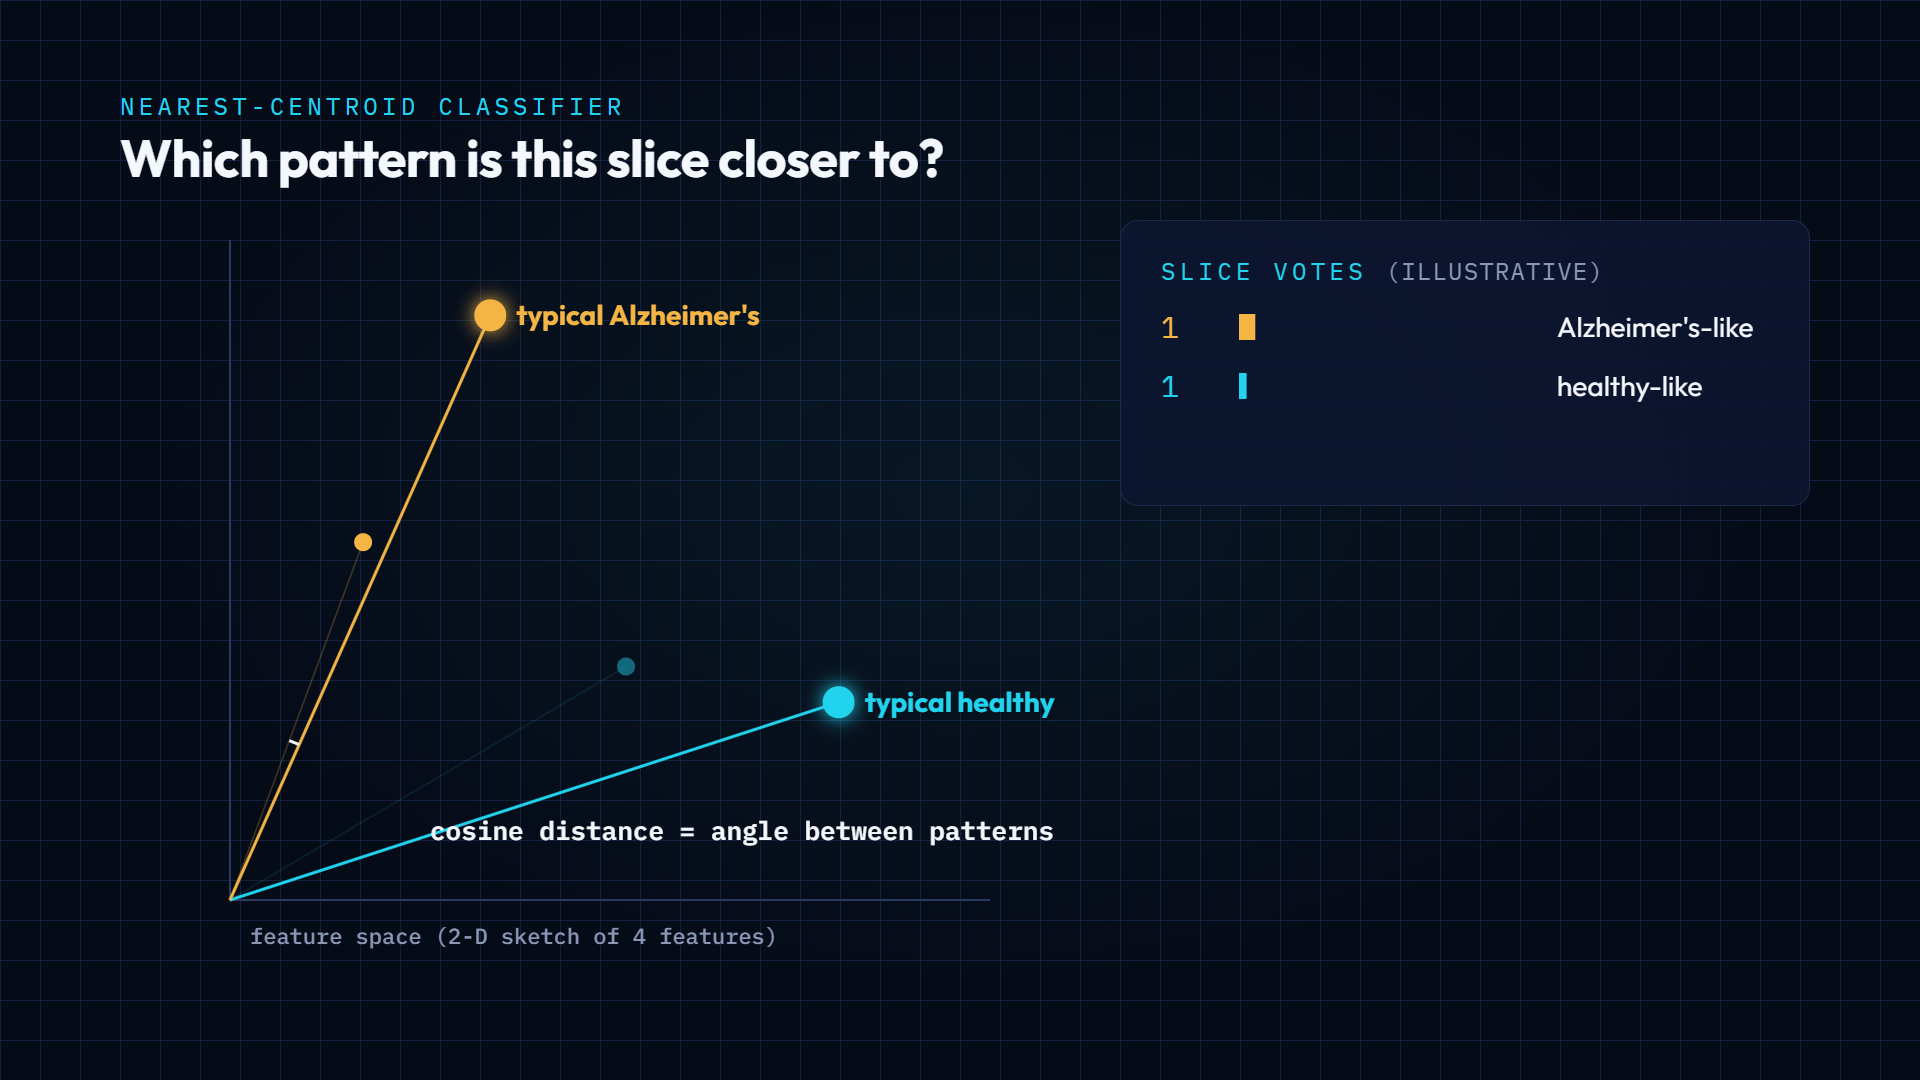 NEAREST-CENTROID CLASSIFIER
Which pattern is this slice closer to?
SLICE VOTES (ILLUSTRATIVE)
1 Alzheimer's-like
1 healthy-like
typical Alzheimer's
typical healthy
cosine distance = angle between patterns
feature space (2-D sketch of 4 features)